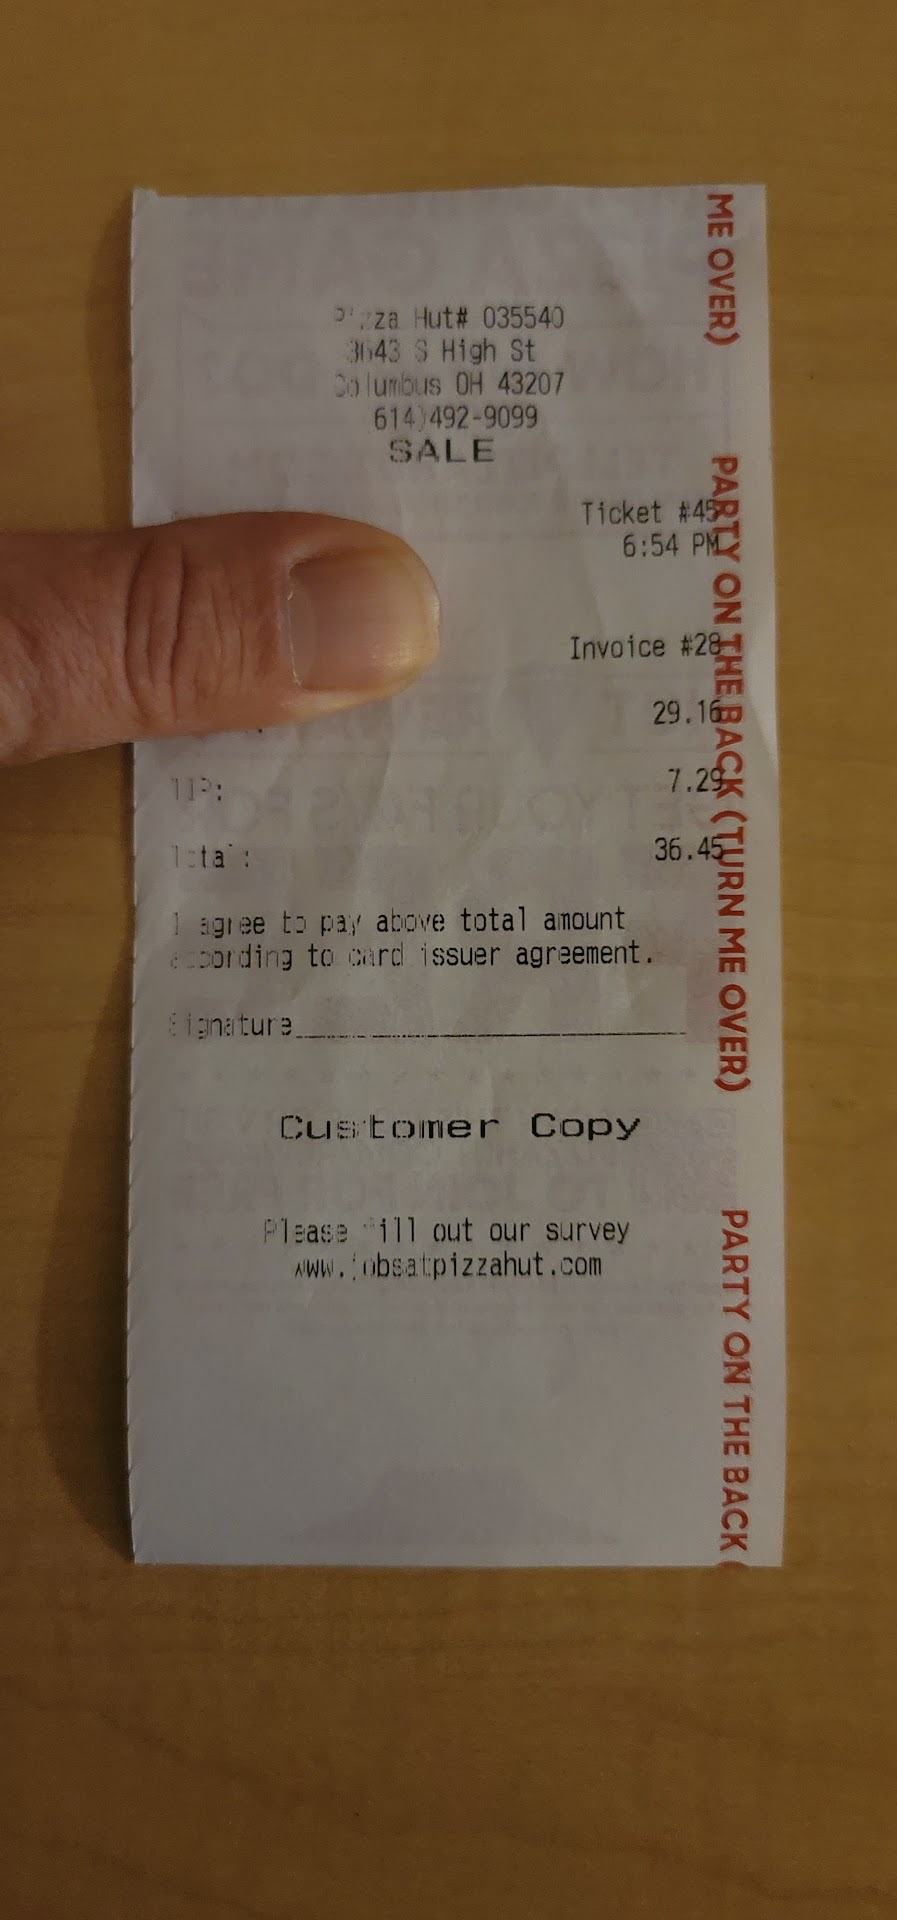 Pizza Hut# 035540
3643 S High St
Columbus OH 43207
614)492-9099
SALE
Ticket #45
6:54 PM
Invoice #28
29.16
TIP: 7.29
Total: 36.45
I agree to pay above total amount
according to card issuer agreement.
Signature
Customer Copy
Please fill out our survey
www.jobsatpizzahut.com
ME OVER)
PARTY ON THE BACK (TURN ME OVER)
PARTY ON THE BACK (